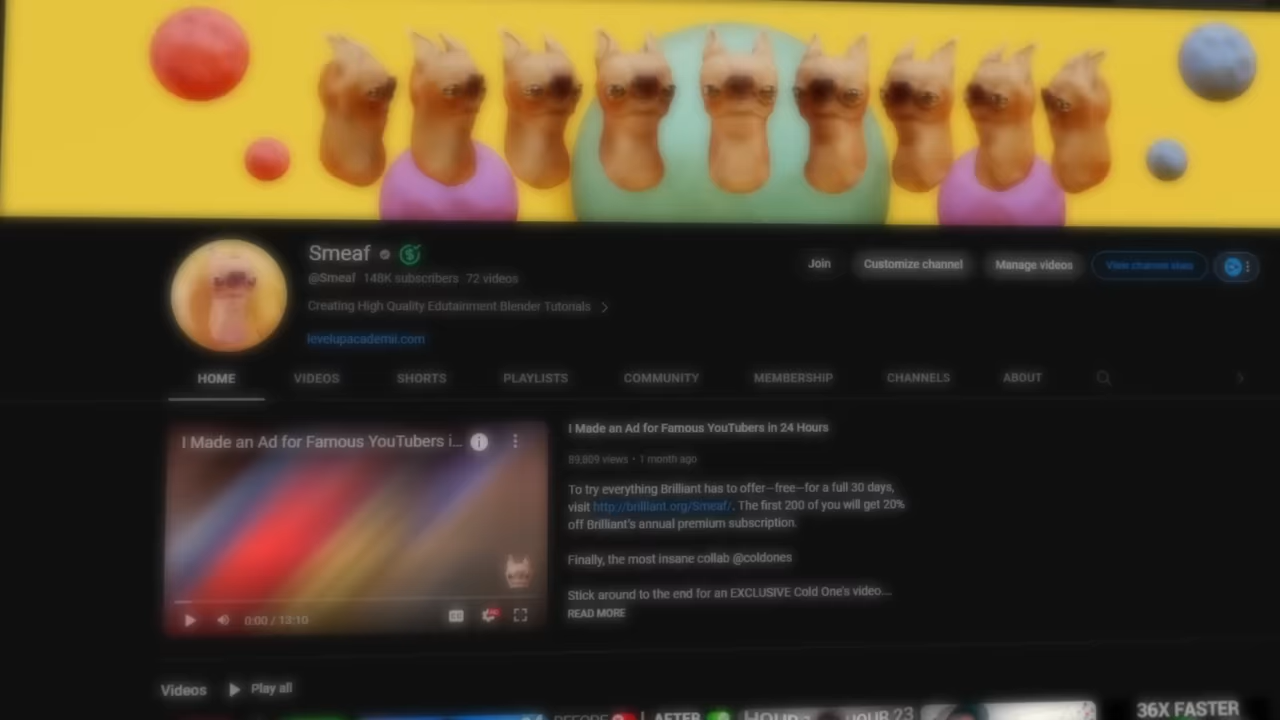 Smeaf
Join
Customize channel
Manage videos
View channel stats
@Smeaf 148K subscribers 72 videos
Creating High Quality Edutainment Blender Tutorials
levelupacademii.com
HOME
VIDEOS
SHORTS
PLAYLISTS
COMMUNITY
MEMBERSHIP
CHANNELS
ABOUT
I Made an Ad for Famous YouTubers i...
0:00 / 13:10
I Made an Ad for Famous YouTubers in 24 Hours
89,809 views • 1 month ago
To try everything Brilliant has to offer—free—for a full 30 days,
visit http://brilliant.org/Smeaf/. The first 200 of you will get 20%
off Brilliant's annual premium subscription.
Finally, the most insane collab @coldones
Stick around to the end for an EXCLUSIVE Cold One's video...
READ MORE
Videos
Play all
BEFORE
AFTER
HOUR 23
36X FASTER